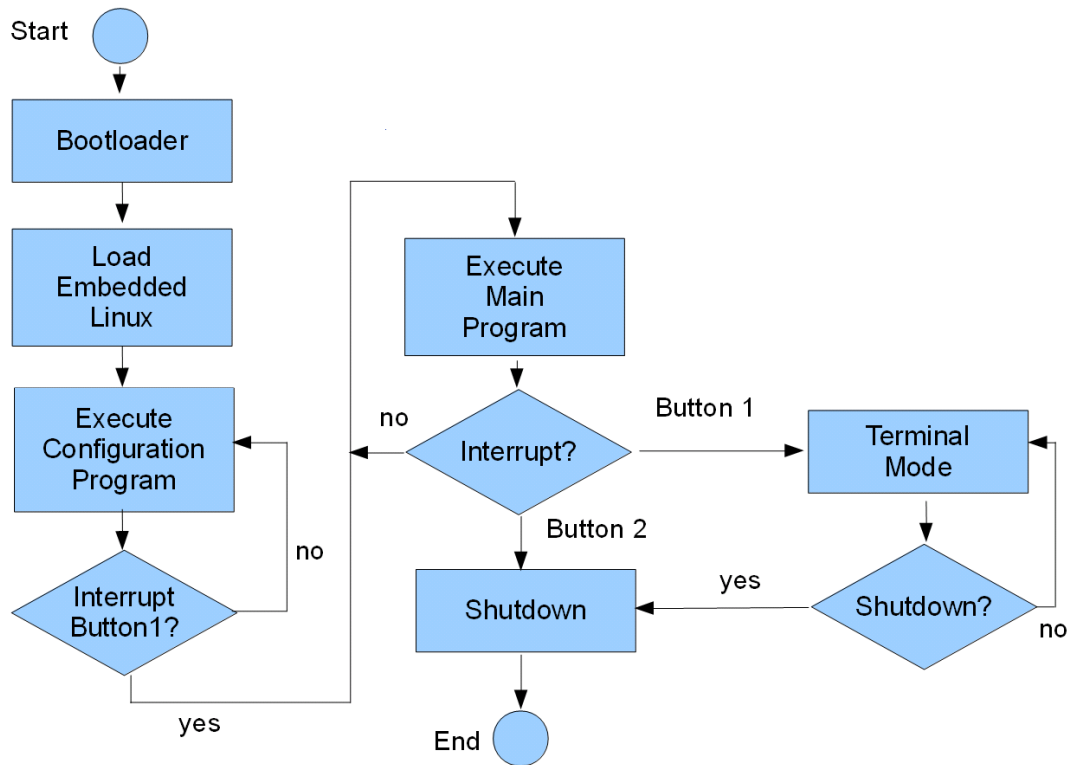 Start
Bootloader
Load
Embedded
Linux
Execute
Configuration
Program
no
Interrupt
Button1?
yes
Execute
Main
Program
no
Interrupt?
Button 1
Button 2
Terminal
Mode
Shutdown?
no
yes
Shutdown
End